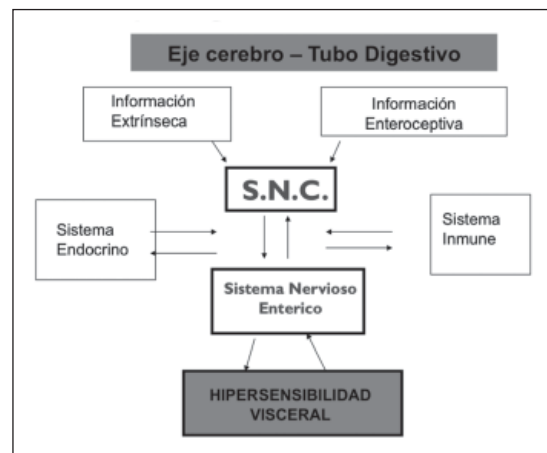 Eje cerebro – Tubo Digestivo
Información
Extrínseca
Información
Enteroceptiva
S.N.C.
Sistema
Endocrino
Sistema
Inmune
Sistema Nervioso
Enterico
HIPERSENSIBILIDAD
VISCERAL